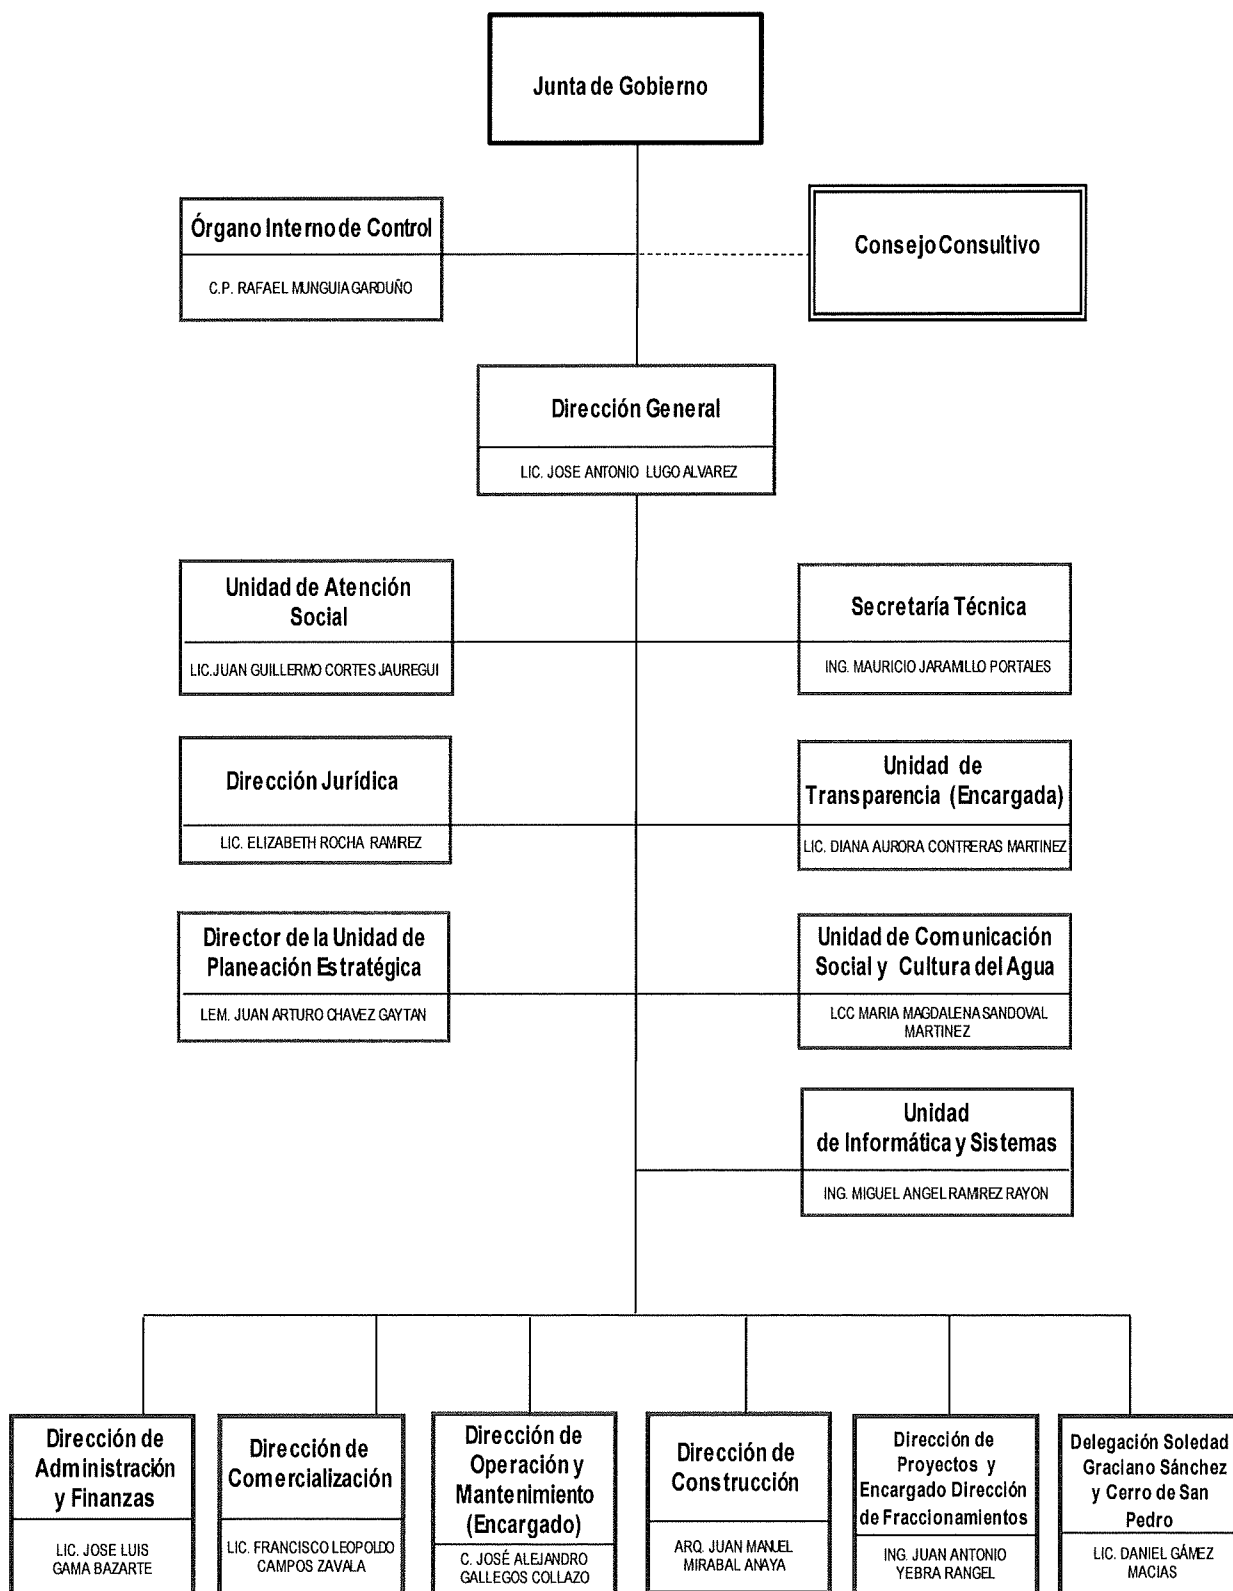 Junta de Gobierno
Órgano Interno de Control
C.P. RAFAEL MUNGUIA GARDUÑO
Consejo Consultivo
Dirección General
LIC. JOSE ANTONIO LUGO ALVAREZ
Unidad de Atención
Social
LIC.JUAN GUILLERMO CORTES JAUREGUI
Secretaría Técnica
ING. MAURICIO JARAMILLO PORTALES
Dirección Jurídica
LIC. ELIZABETH ROCHA RAMIREZ
Unidad de
Transparencia (Encargada)
LIC. DIANA AURORA CONTRERAS MARTINEZ
Director de la Unidad de
Planeación Estratégica
LEM. JUAN ARTURO CHAVEZ GAYTAN
Unidad de Comunicación
Social y Cultura del Agua
LCC MARIA MAGDALENA SANDOVAL
MARTINEZ
Unidad
de Informática y Sistemas
ING. MIGUEL ANGEL RAMIREZ RAYON
Dirección de
Administración
y Finanzas
LIC. JOSE LUIS
GAMA BAZARTE
Dirección de
Comercialización
LIC. FRANCISCO LEOPOLDO
CAMPOS ZAVALA
Dirección de
Operación y
Mantenimiento
(Encargado)
C. JOSÉ ALEJANDRO
GALLEGOS COLLAZO
Dirección de
Construcción
ARQ. JUAN MANUEL
MIRABAL ANAYA
Dirección de
Proyectos y
Encargado Dirección
de Fraccionamientos
ING. JUAN ANTONIO
YEBRA RANGEL
Delegación Soledad
Graciano Sánchez
y Cerro de San
Pedro
LIC. DANIEL GÁMEZ
MACIAS